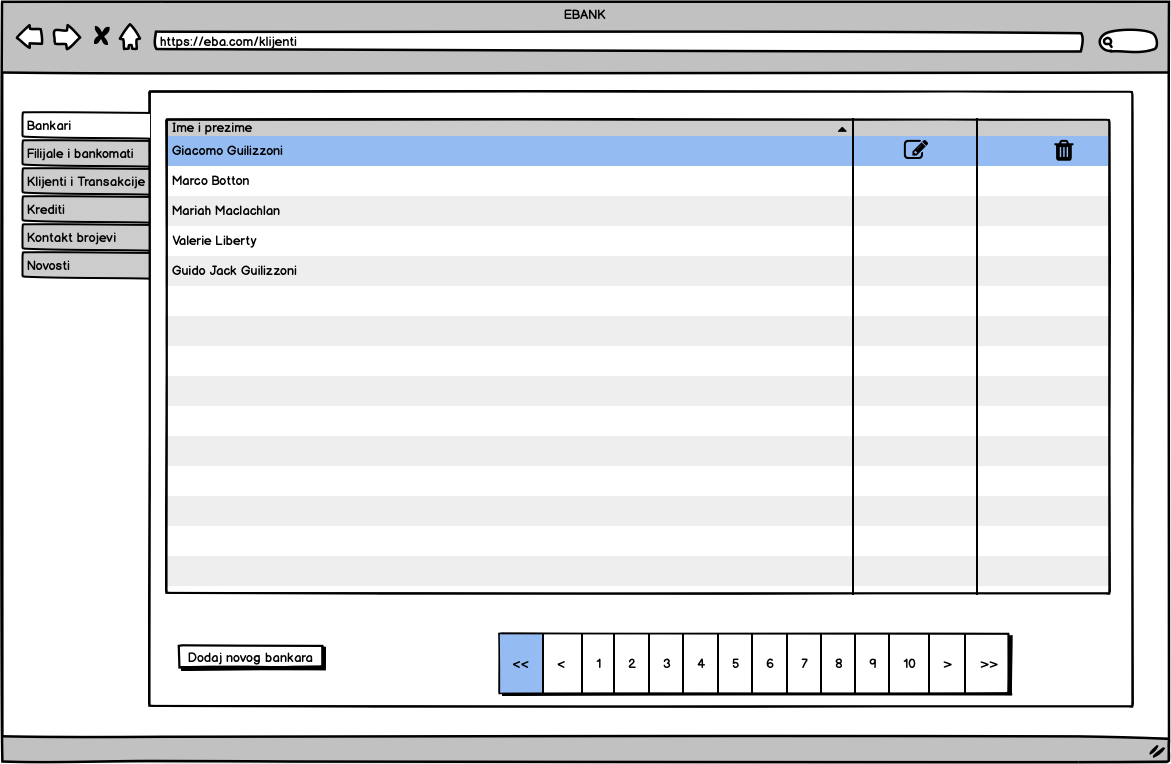 EBANK
https://eba.com/klijenti
Bankari
Filijale i bankomati
Klijenti i Transakcije
Krediti
Kontakt brojevi
Novosti
Ime i prezime
Giacomo Guilizzoni
Marco Botton
Mariah Maclachlan
Valerie Liberty
Guido Jack Guilizzoni
Dodaj novog bankara
<< < 1 2 3 4 5 6 7 8 9 10 > >>